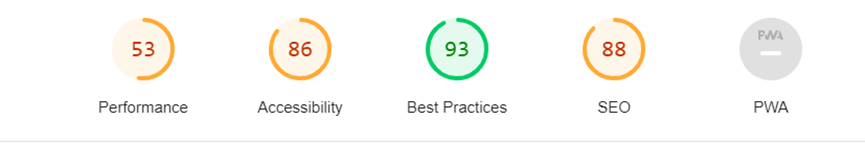 53 86 93 88 PWA
Performance Accessibility Best Practices SEO PWA